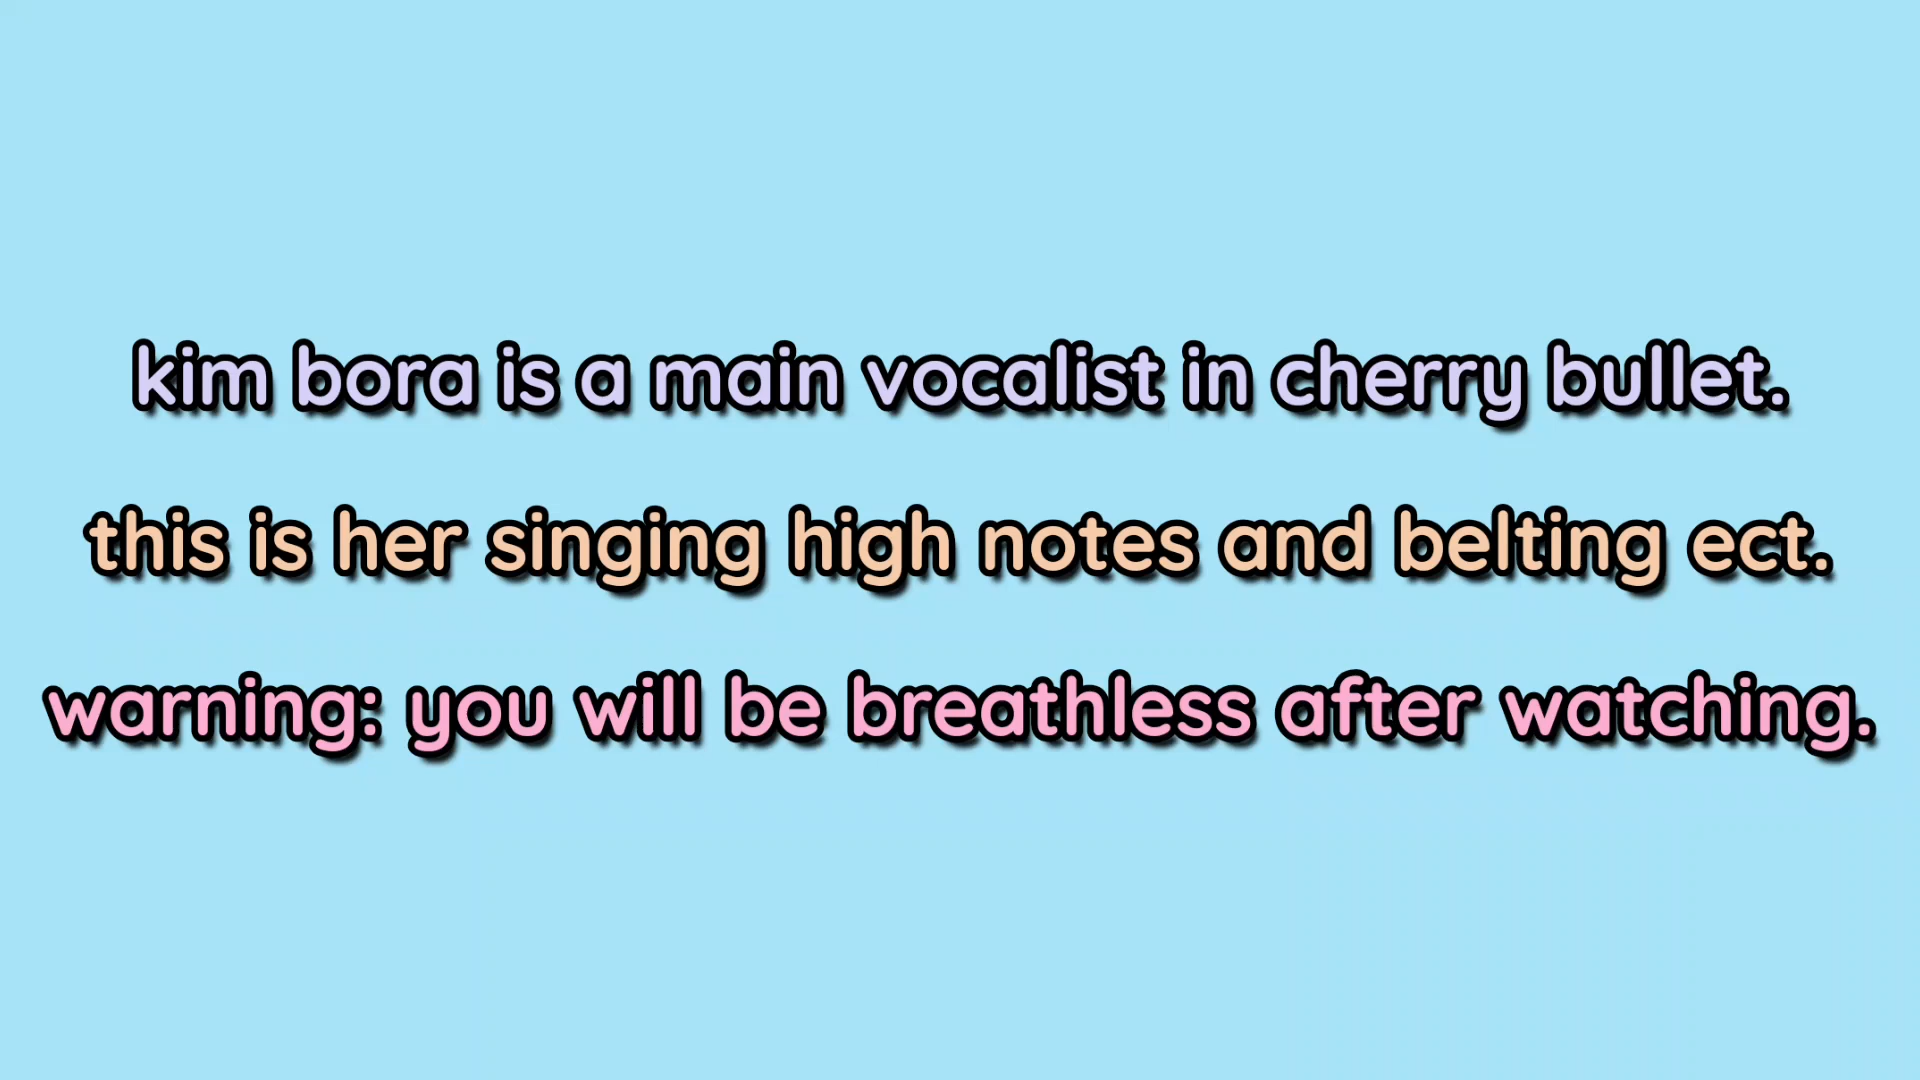 kim bora is a main vocalist in cherry bullet.
this is her singing high notes and belting ect.
warning: you will be breathless after watching.